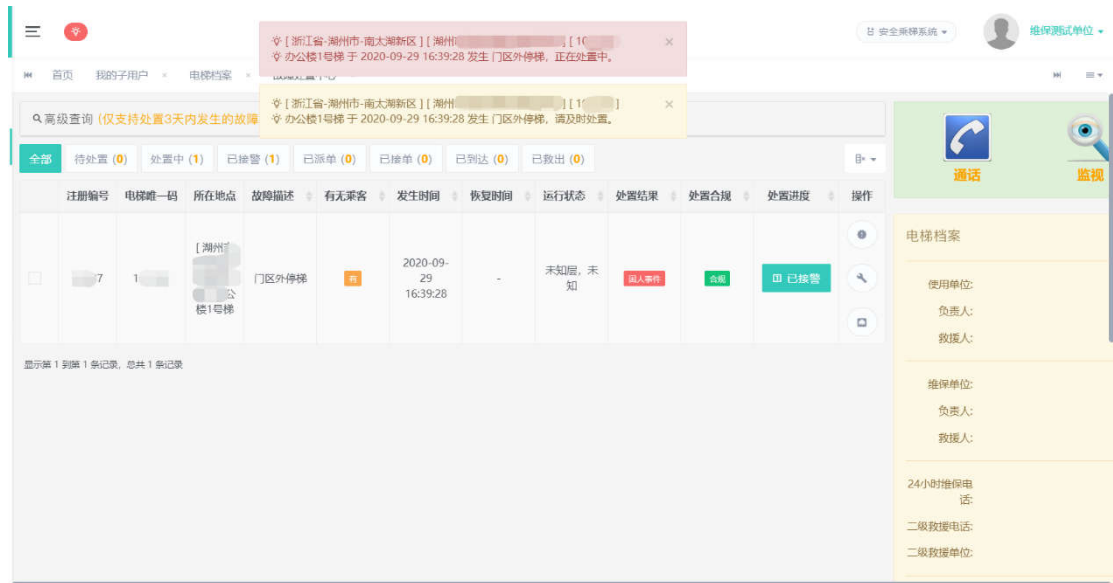 [ 浙江省-湖州市-南太湖新区 ] [ 湖州
办公楼1号梯 于 2020-09-29 16:39:28 发生 门区外停梯，正在处置中。
安全乘梯系统
维保测试单位
首页 我的子用户 × 电梯档案 ×
[ 浙江省-湖州市-南太湖新区 ] [ 湖州
办公楼1号梯 于 2020-09-29 16:39:28 发生 门区外停梯，请及时处置。
高级查询 (仅支持处置3天内发生的故障
全部 待处置 (0) 处置中 (1) 已接警 (1) 已派单 (0) 已接单 (0) 已到达 (0) 已救出 (0)
通话 监视
注册编号 电梯唯一码 所在地点 故障描述 有无乘客 发生时间 恢复时间 运行状态 处置结果 处置合规 处置进度 操作
[ 湖州
公
楼1号梯
7
1
门区外停梯
有
2020-09-
29
16:39:28
-
未知层，未
知
困人事件
合规
已接警
显示第 1 到第 1 条记录，总共 1 条记录
电梯档案
使用单位:
负责人:
救援人:
维保单位:
负责人:
救援人:
24小时维保电
话:
二级救援电话:
二级救援单位: